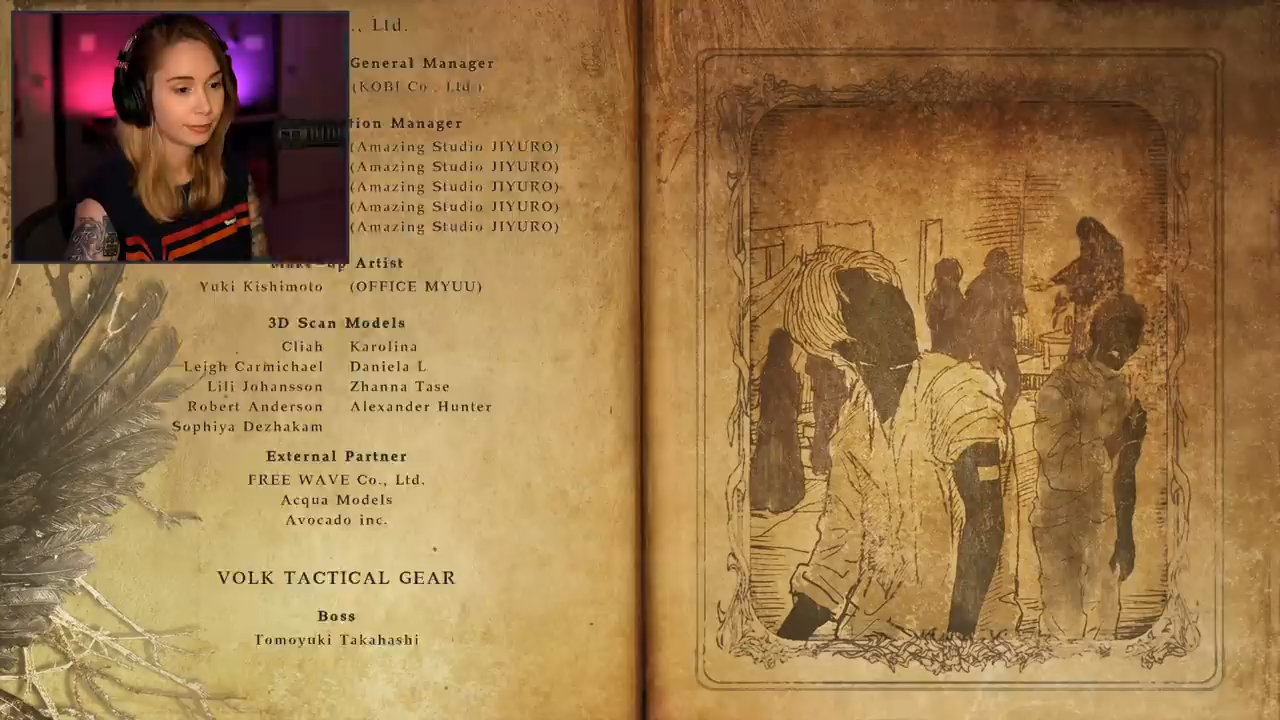 ., Ltd.
General Manager
(KOBI Co., Ltd.)
tion Manager
(Amazing Studio JIYURO)
(Amazing Studio JIYURO)
(Amazing Studio JIYURO)
(Amazing Studio JIYURO)
(Amazing Studio JIYURO)
Make-up Artist
Yuki Kishimoto (OFFICE MYUU)
3D Scan Models
Cliah Karolina
Leigh Carmichael Daniela L
Lili Johansson Zhanna Tase
Robert Anderson Alexander Hunter
Sophiya Dezhakam
External Partner
FREE WAVE Co., Ltd.
Acqua Models
Avocado inc.
VOLK TACTICAL GEAR
Boss
Tomoyuki Takahashi